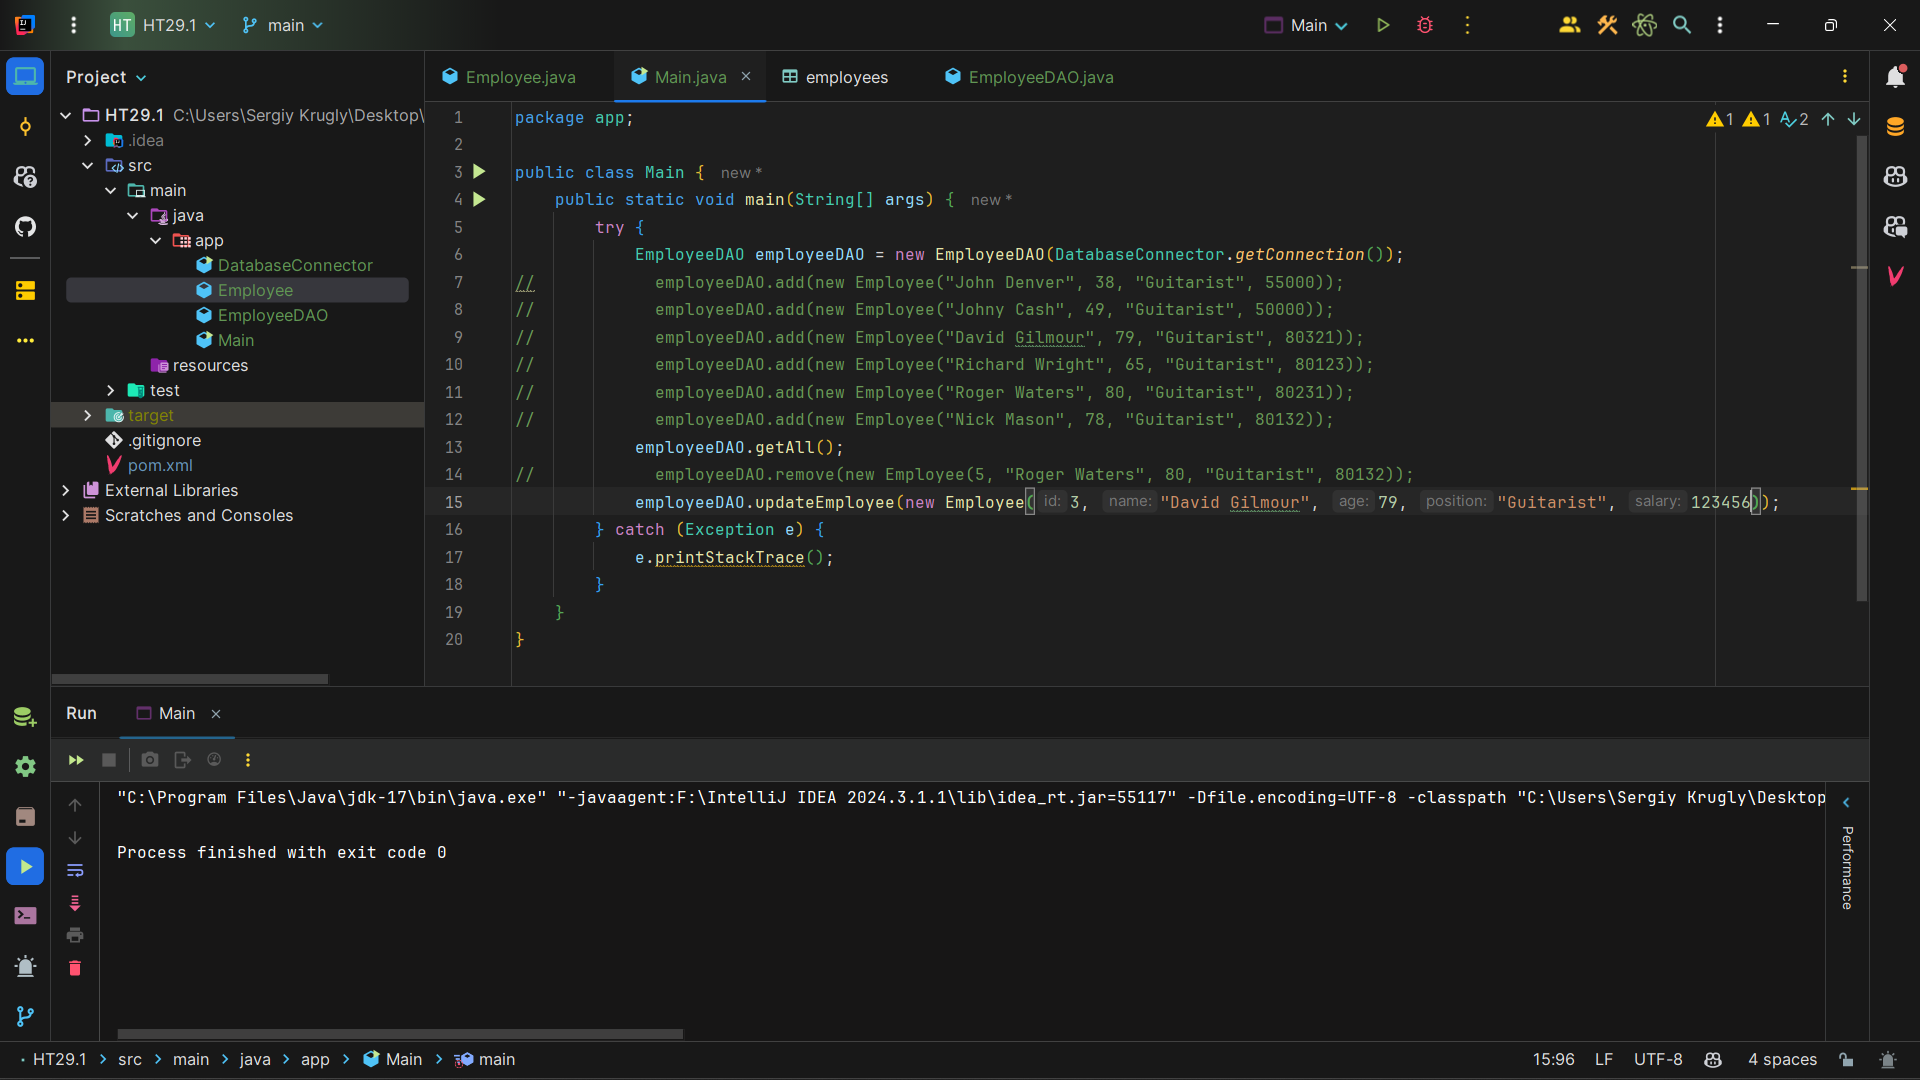 HT HT29.1 main Main
Project
HT29.1 C:\Users\Sergiy Krugly\Desktop\
.idea
src
main
java
app
DatabaseConnector
Employee
EmployeeDAO
Main
resources
test
target
.gitignore
pom.xml
External Libraries
Scratches and Consoles
Employee.java Main.java employees EmployeeDAO.java
1 1 2
1 package app;
2
3 public class Main { new *
4 public static void main(String[] args) { new *
5 try {
6 EmployeeDAO employeeDAO = new EmployeeDAO(DatabaseConnector.getConnection());
7 // employeeDAO.add(new Employee("John Denver", 38, "Guitarist", 55000));
8 // employeeDAO.add(new Employee("Johny Cash", 49, "Guitarist", 50000));
9 // employeeDAO.add(new Employee("David Gilmour", 79, "Guitarist", 80321));
10 // employeeDAO.add(new Employee("Richard Wright", 65, "Guitarist", 80123));
11 // employeeDAO.add(new Employee("Roger Waters", 80, "Guitarist", 80231));
12 // employeeDAO.add(new Employee("Nick Mason", 78, "Guitarist", 80132));
13 employeeDAO.getAll();
14 // employeeDAO.remove(new Employee(5, "Roger Waters", 80, "Guitarist", 80132));
15 employeeDAO.updateEmployee(new Employee( id: 3, name: "David Gilmour", age: 79, position: "Guitarist", salary: 123456));
16 } catch (Exception e) {
17 e.printStackTrace();
18 }
19 }
20 }
Run Main
"C:\Program Files\Java\jdk-17\bin\java.exe" "-javaagent:F:\IntelliJ IDEA 2024.3.1.1\lib\idea_rt.jar=55117" -Dfile.encoding=UTF-8 -classpath "C:\Users\Sergiy Krugly\Desktop
Process finished with exit code 0
Performance
HT29.1 src main java app Main main
15:96 LF UTF-8 4 spaces